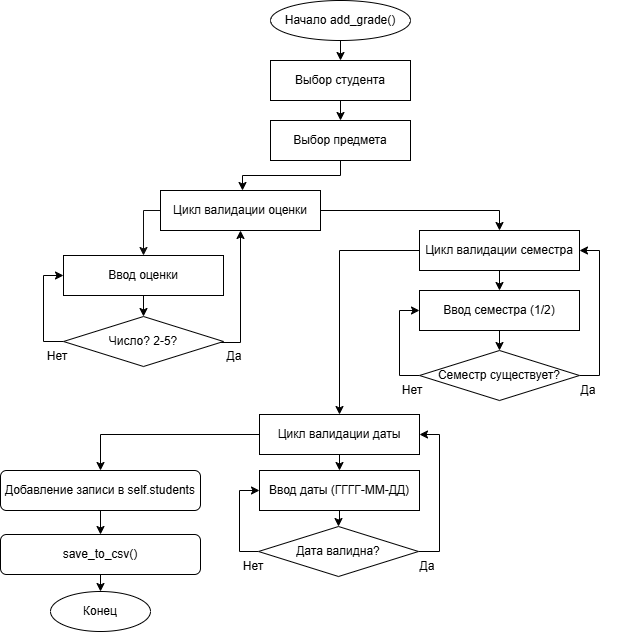 Начало add_grade()
Выбор студента
Выбор предмета
Цикл валидации оценки
Ввод оценки
Число? 2-5?
Нет
Да
Цикл валидации семестра
Ввод семестра (1/2)
Семестр существует?
Нет
Да
Цикл валидации даты
Ввод даты (ГГГГ-ММ-ДД)
Дата валидна?
Нет
Да
Добавление записи в self.students
save_to_csv()
Конец